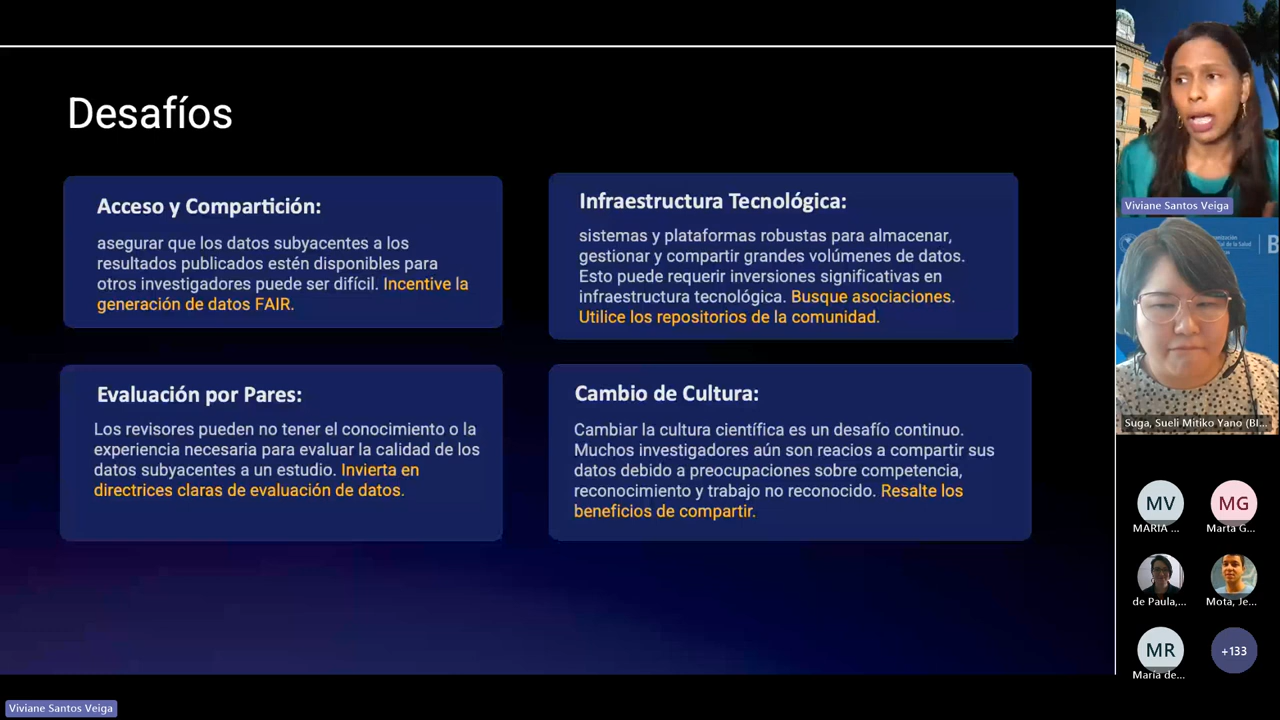 Desafíos
Acceso y Compartición:
asegurar que los datos subyacentes a los
resultados publicados estén disponibles para
otros investigadores puede ser difícil. Incentive la
generación de datos FAIR.
Infraestructura Tecnológica:
sistemas y plataformas robustas para almacenar,
gestionar y compartir grandes volúmenes de datos.
Esto puede requerir inversiones significativas en
infraestructura tecnológica. Busque asociaciones.
Utilice los repositorios de la comunidad.
Evaluación por Pares:
Los revisores pueden no tener el conocimiento o la
experiencia necesaria para evaluar la calidad de los
datos subyacentes a un estudio. Invierta en
directrices claras de evaluación de datos.
Cambio de Cultura:
Cambiar la cultura científica es un desafío continuo.
Muchos investigadores aún son reacios a compartir sus
datos debido a preocupaciones sobre competencia,
reconocimiento y trabajo no reconocido. Resalte los
beneficios de compartir.
Viviane Santos Veiga
Suga, Sueli Mitiko Yano (BI...
MV
MARIA ...
MG
Marta G...
de Paula,...
Mota, Je...
MR
María de...
+133
Viviane Santos Veiga